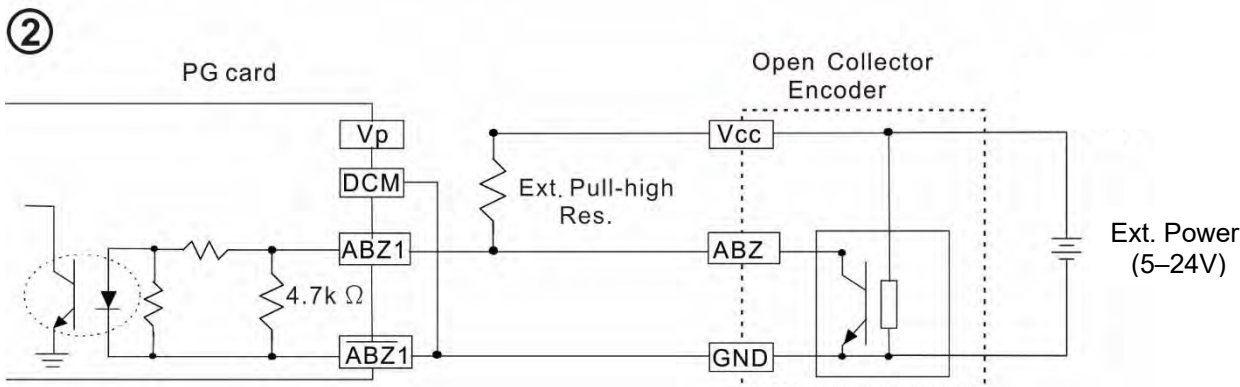 ②
PG card
Open Collector
Encoder
Vp
Vcc
DCM
Ext. Pull-high
Res.
ABZ1
ABZ
Ext. Power
(5–24V)
4.7k Ω
A̅B̅Z̅1
GND